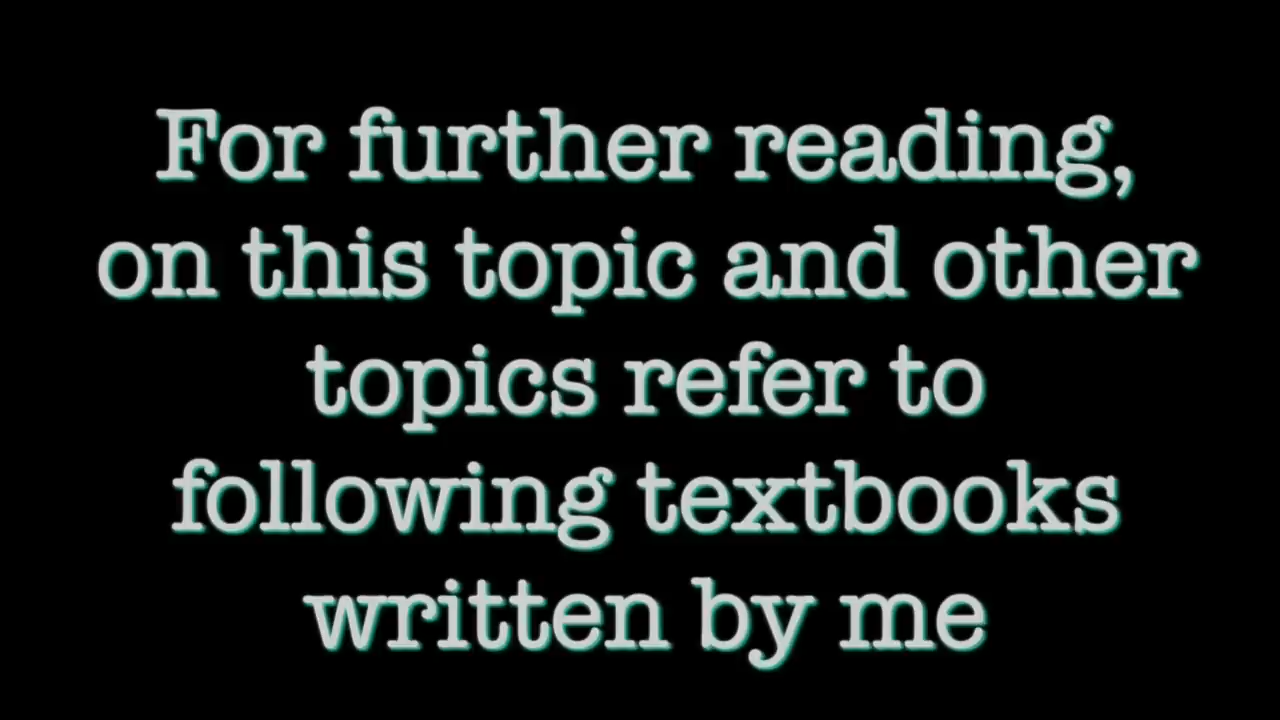 For further reading,
on this topic and other
topics refer to
following textbooks
written by me